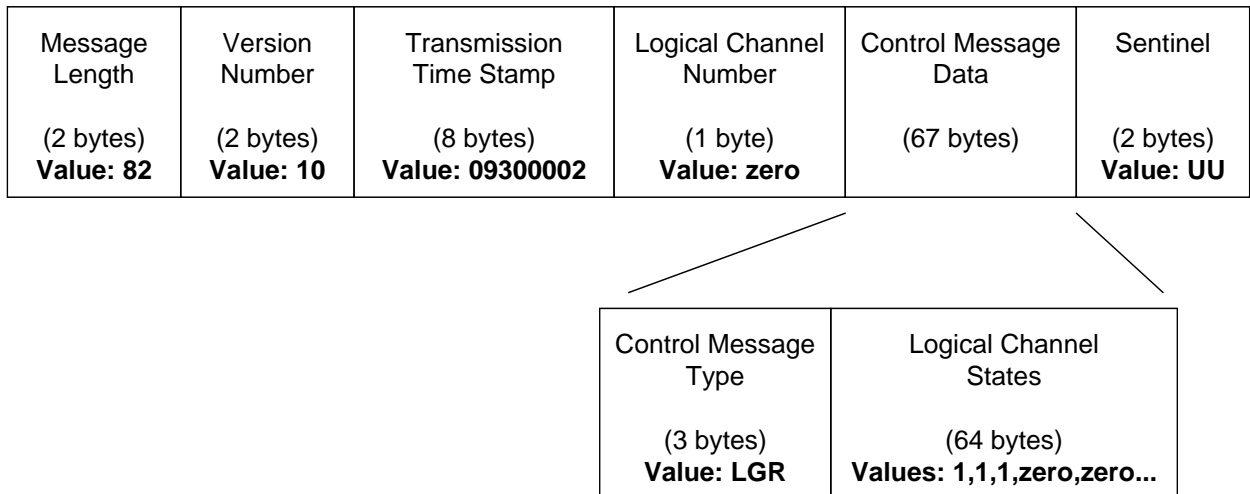 Message
Length
(2 bytes)
Value: 82
Version
Number
(2 bytes)
Value: 10
Transmission
Time Stamp
(8 bytes)
Value: 09300002
Logical Channel
Number
(1 byte)
Value: zero
Control Message
Data
(67 bytes)
Sentinel
(2 bytes)
Value: UU
Control Message
Type
(3 bytes)
Value: LGR
Logical Channel
States
(64 bytes)
Values: 1,1,1,zero,zero...